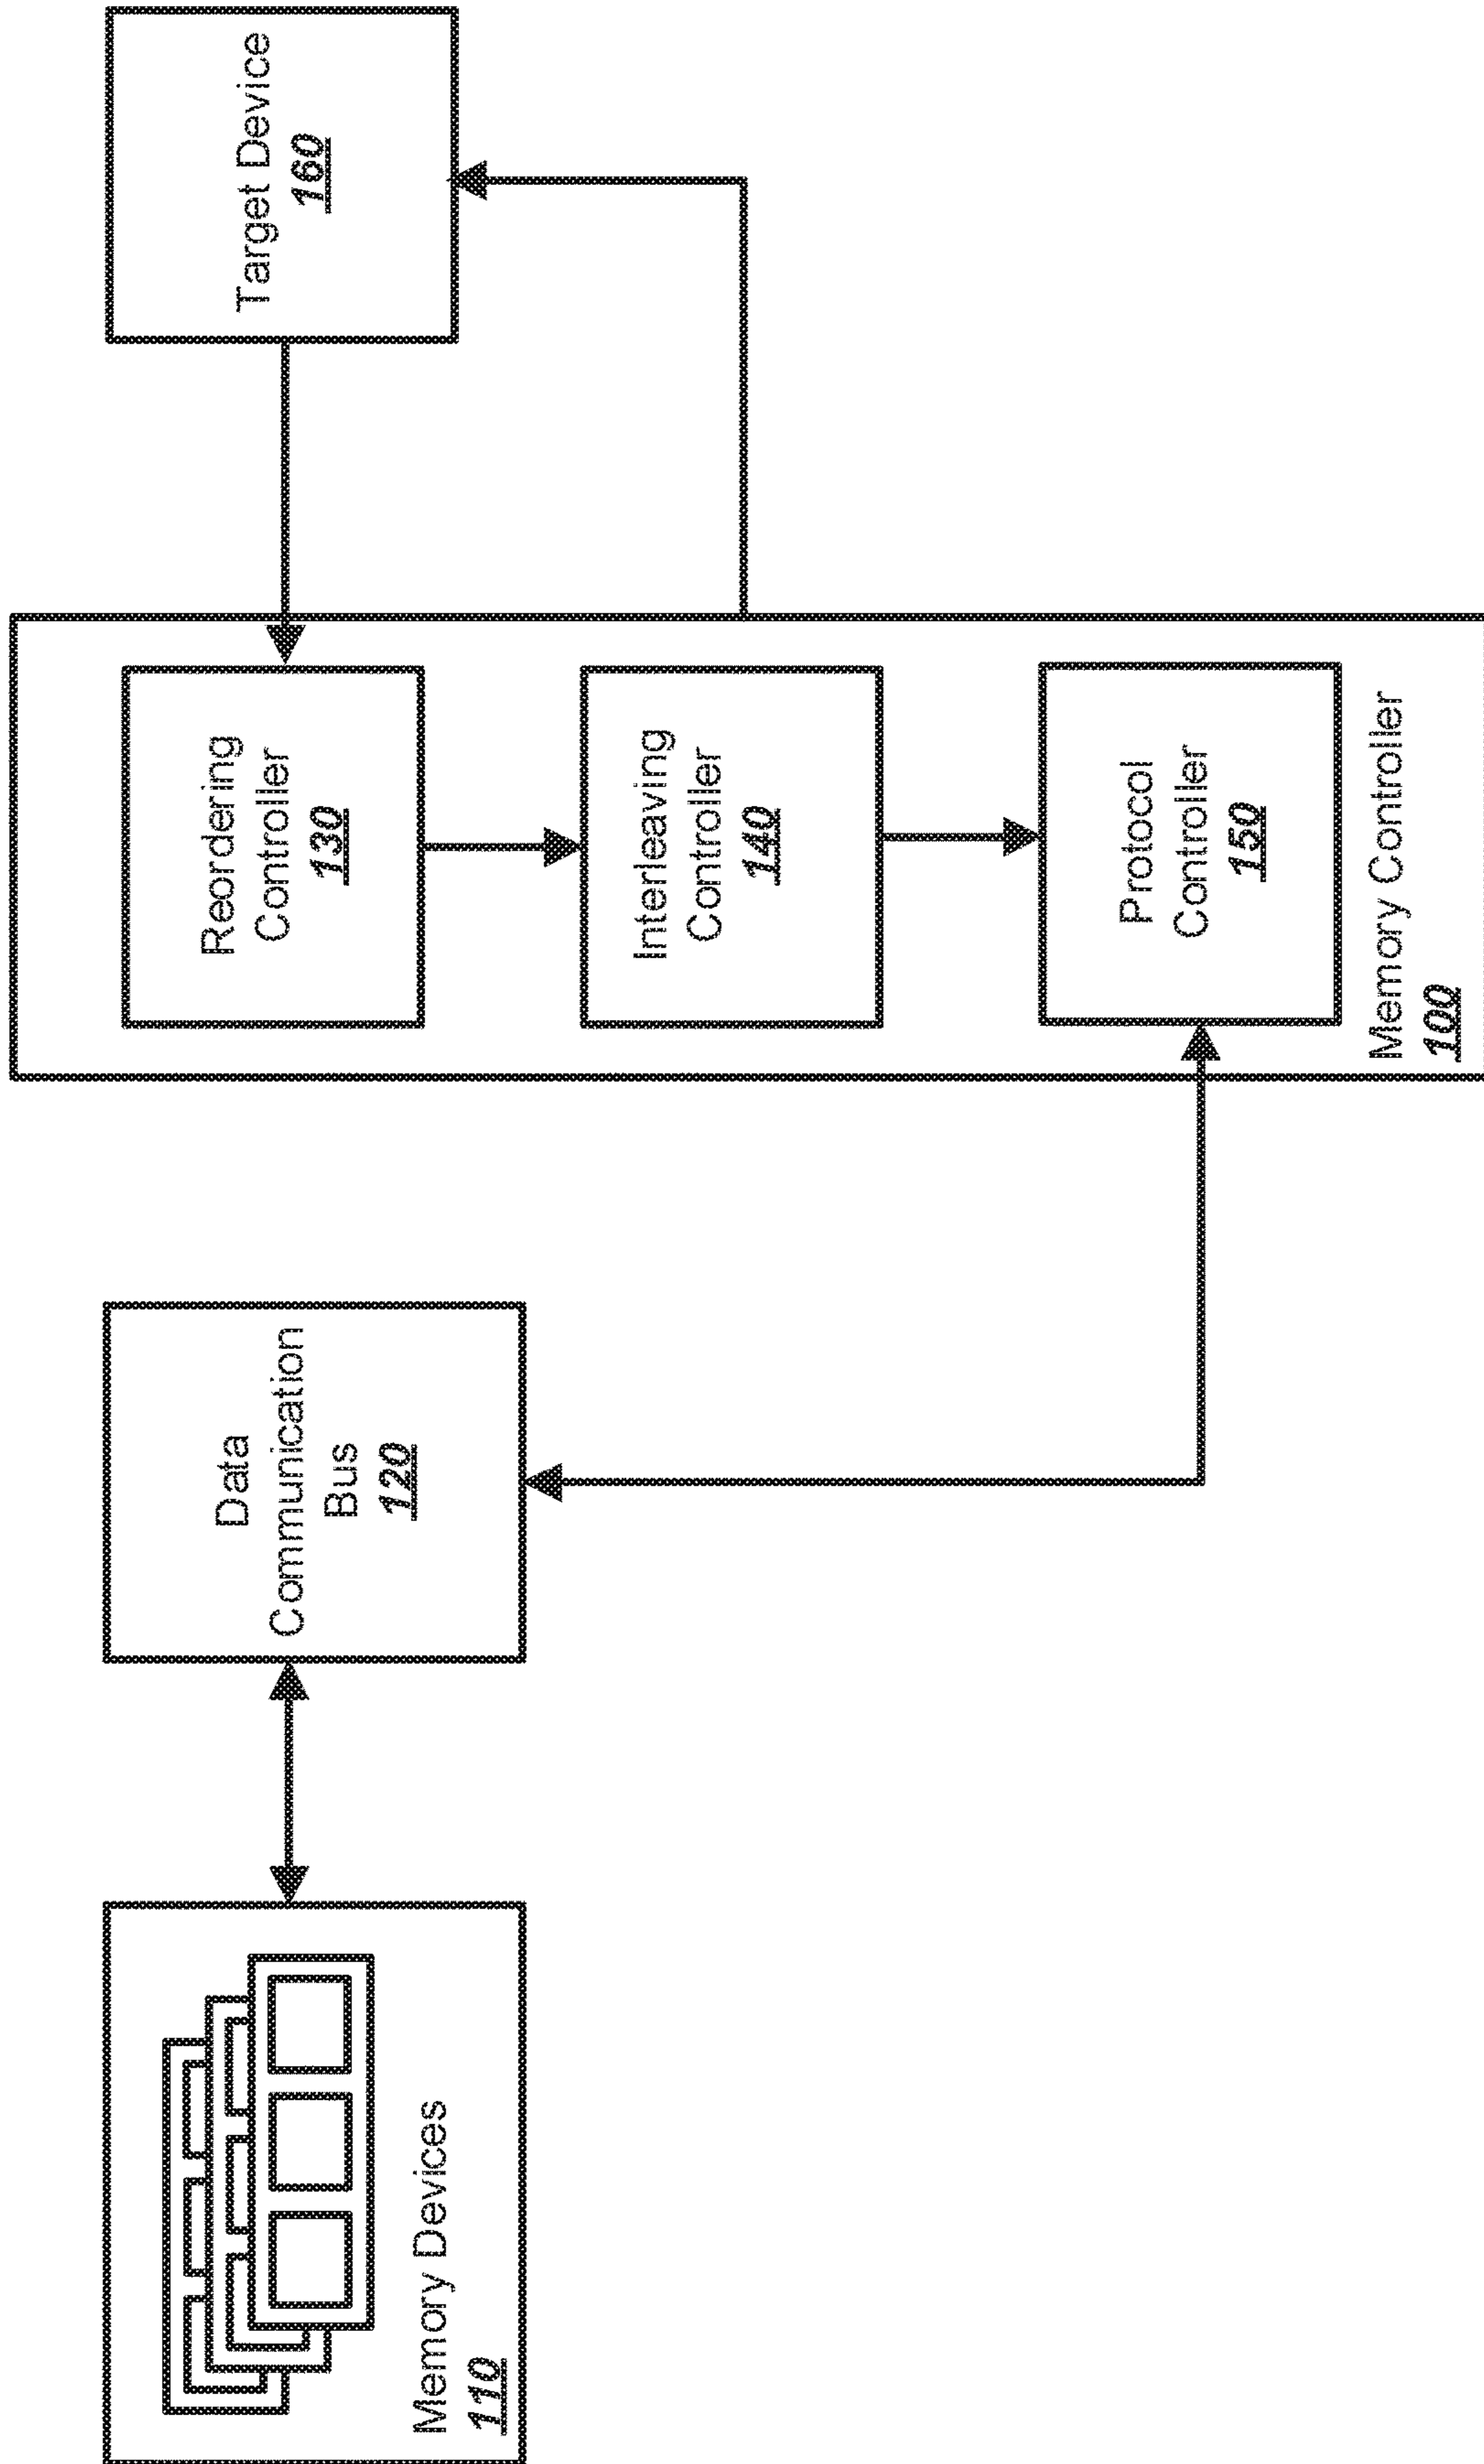 Memory Devices
110
Data
Communication
Bus
120
Reordering
Controller
130
Interleaving
Controller
140
Protocol
Controller
150
Memory Controller
100
Target Device
160